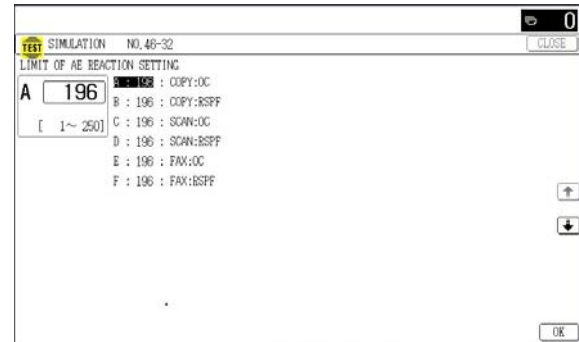 0
TEST SIMULATION NO.46-32 CLOSE
LIMIT OF AE REACTION SETTING
A 196 A : 196 : COPY:OC
B : 196 : COPY:RSPF
[ 1~ 250] C : 196 : SCAN:OC
D : 196 : SCAN:RSPF
E : 196 : FAX:OC
F : 196 : FAX:RSPF
OK